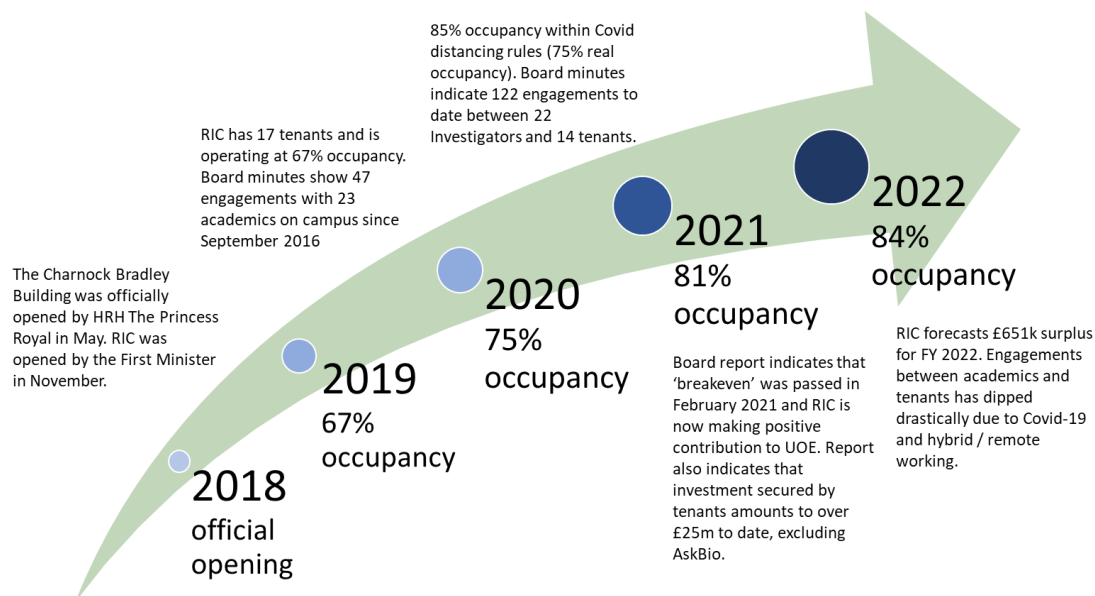 The Charnock Bradley
Building was officially
opened by HRH The Princess
Royal in May. RIC was
opened by the First Minister
in November.
2018
official
opening
RIC has 17 tenants and is
operating at 67% occupancy.
Board minutes show 47
engagements with 23
academics on campus since
September 2016
2019
67%
occupancy
85% occupancy within Covid
distancing rules (75% real
occupancy). Board minutes
indicate 122 engagements to
date between 22
Investigators and 14 tenants.
2020
75%
occupancy
2021
81%
occupancy
Board report indicates that
‘breakeven’ was passed in
February 2021 and RIC is
now making positive
contribution to UOE. Report
also indicates that
investment secured by
tenants amounts to over
£25m to date, excluding
AskBio.
2022
84%
occupancy
RIC forecasts £651k surplus
for FY 2022. Engagements
between academics and
tenants has dipped
drastically due to Covid-19
and hybrid / remote
working.